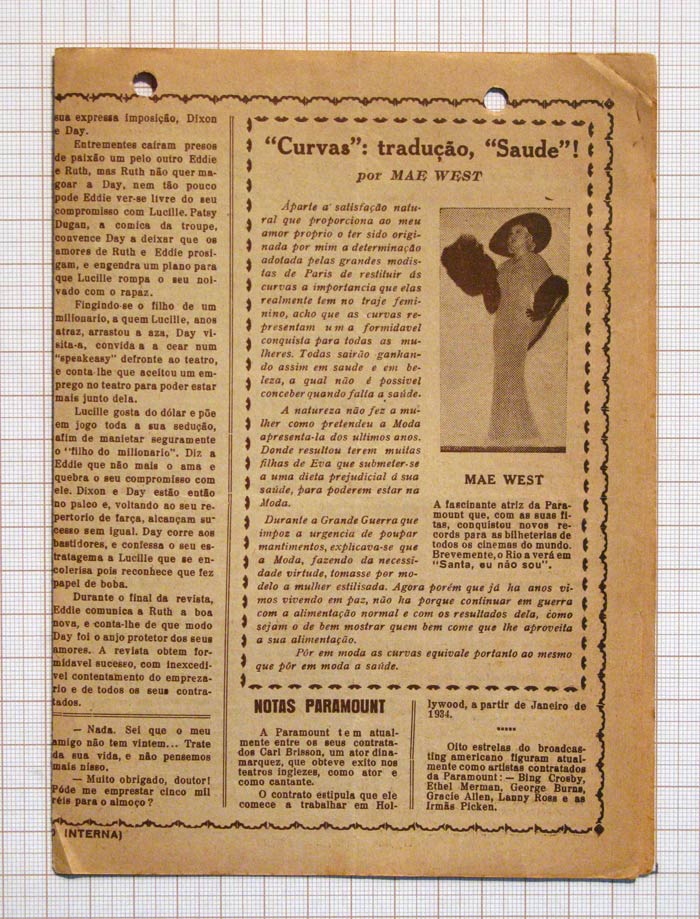 sua expressa imposição, Dixon
e Day.
Entrementes caíram presos
de paixão um pelo outro Eddie
e Ruth, mas Ruth não quer ma-
goar a Day, nem tão pouco
pode Eddie ver-se livre do seu
compromisso com Lucille. Patsy
Dugan, a comica da troupe,
convence Day a deixar que os
amores de Ruth e Eddie prosi-
gam, e engendra um plano para
que Lucille rompa o seu noi-
vado com o rapaz.
Fingindo-se o filho de um
milionario, a quem Lucille, anos
atraz, arrastou a aza, Day vi-
sita-a, convida a a cear num
"speakeasy" defronte ao teatro,
e conta-lhe que aceitou um em-
prego no teatro para poder estar
mais junto dela.
Lucille gosta do dólar e põe
em jogo toda a sua sedução,
afim de manietar seguramente
o "filho do milionario". Diz a
Eddie que não mais o ama e
quebra o seu compromisso com
ele. Dixon e Day estão então
no palco e, voltando ao seu re-
pertorio de farça, alcançam su-
cesso sem igual. Day corre aos
bastidores, e confessa o seu es-
tratagema a Lucille que se en-
colerisa pois reconhece que fez
papel de boba.
Durante o final da revista,
Eddie comunica a Ruth a boa
nova, e conta-lhe de que modo
Day foi o anjo protetor dos seus
amores. A revista obtem for-
midavel sucesso, com inexcedi-
vel contentamento do empreza-
rio e de todos os seus contra-
tados.
— Nada. Sei que o meu
amigo não tem vintem... Trate
da sua vida, e não pensemos
mais nisso.
— Muito obrigado, doutor!
Póde me emprestar cinco mil
réis para o almoço?
"Curvas": tradução, "Saude"!
por MAE WEST
Aparte a satisfação natu-
ral que proporciona ao meu
amor proprio o ter sido origi-
nada por mim a determinação
adotada pelas grandes modis-
tas de Paris de restituir ás
curvas a importancia que elas
realmente tem no traje femi-
nino, acho que as curvas re-
presentam uma formidavel
conquista para todas as mu-
lheres. Todas sairão ganhan-
do assim em saude e em be-
leza, a qual não é possivel
conceber quando falta a saúde.
A natureza não fez a mu-
lher como pretendeu a Moda
apresenta-la dos ultimos anos.
Donde resultou terem muitas
filhas de Eva que submeter-se
a uma dieta prejudicial á sua
saúde, para poderem estar na
Moda.
Durante a Grande Guerra que
impoz a urgencia de poupar
mantimentos, explicava-se que
a Moda, fazendo da necessi-
dade virtude, tomasse por mo-
delo a mulher estilisada. Agora porém que já ha anos vi-
mos vivendo em paz, não ha porque continuar em guerra
com a alimentação normal e com os resultados dela, como
sejam o de bem mostrar quem bem come que lhe aproveita
a sua alimentação.
Pôr em moda as curvas equivale portanto ao mesmo
que pôr em moda a saúde.
MAE WEST
A fascinante atriz da Para-
mount que, com as suas fi-
tas, conquistou novos re-
cords para as bilheterias de
todos os cinemas do mundo.
Brevemente, o Rio a verá em
"Santa, eu não sou".
NOTAS PARAMOUNT
A Paramount tem atual-
mente entre os seus contrata-
dos Carl Brisson, um ator dina-
marquez, que obteve exito nos
teatros inglezes, como ator e
como cantante.
O contrato estipula que ele
comece a trabalhar em Hol-
lywood, a partir de Janeiro de
1934.
*****
Oito estrelas do broadcas-
ting americano figuram atual-
mente como artistas contratados
da Paramount: — Bing Crosby,
Ethel Merman, George Burns,
Gracie Allen, Lanny Ross e as
Irmãs Picken.
INTERNA)